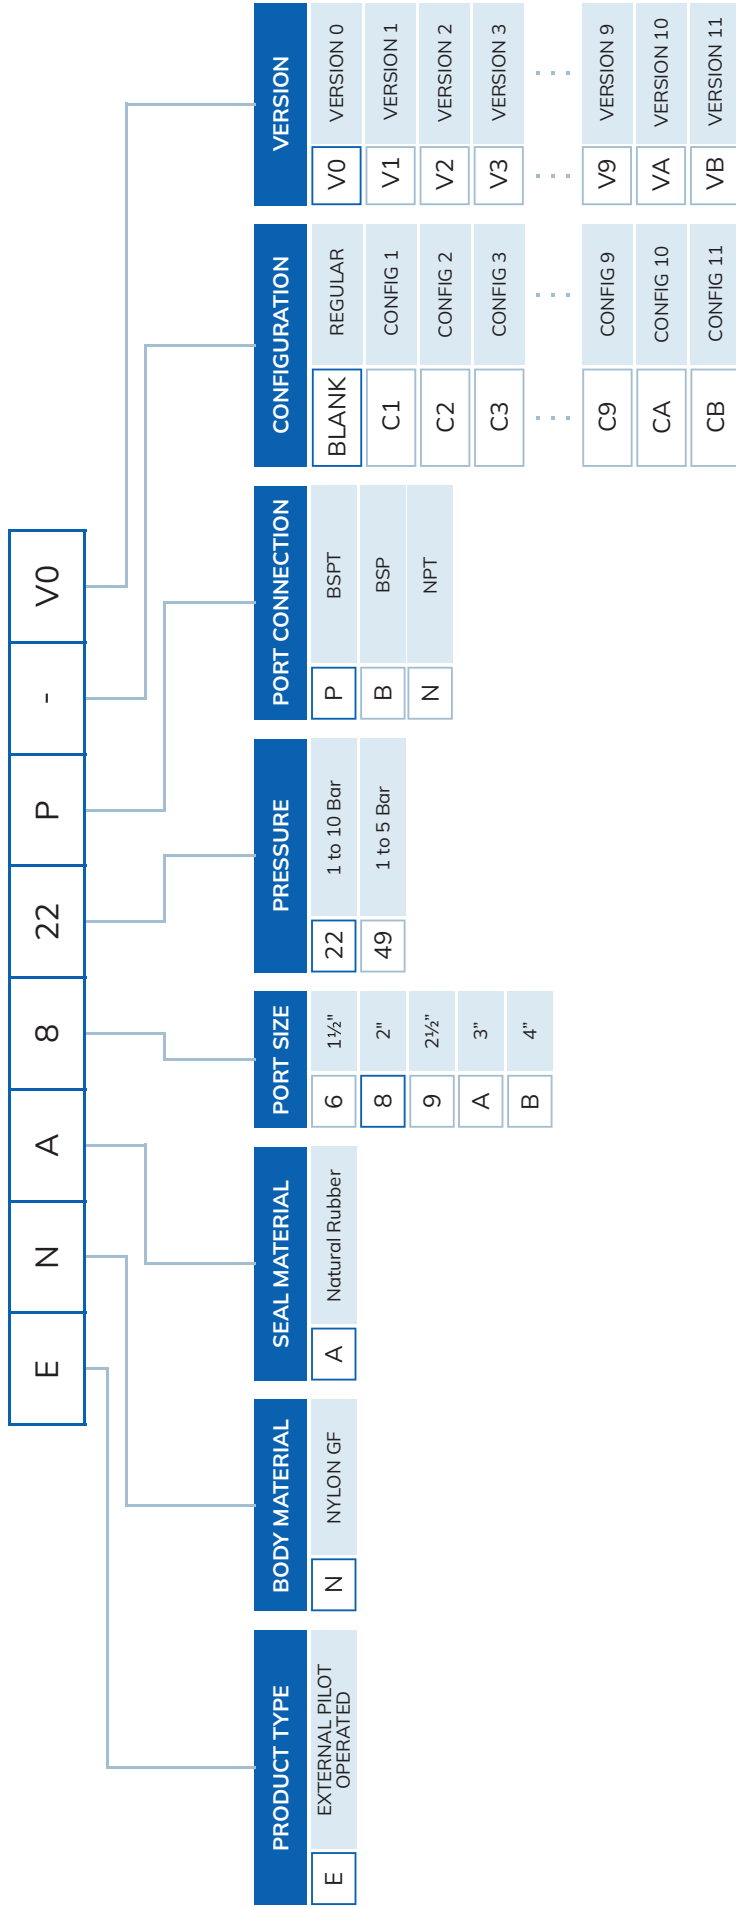 E N A 8 22 P - V0
PRODUCT TYPE
E EXTERNAL PILOT
OPERATED
BODY MATERIAL
N NYLON GF
SEAL MATERIAL
A Natural Rubber
PORT SIZE
6 1½"
8 2"
9 2½"
A 3"
B 4"
PRESSURE
22 1 to 10 Bar
49 1 to 5 Bar
PORT CONNECTION
P BSPT
B BSP
N NPT
CONFIGURATION
BLANK REGULAR
C1 CONFIG 1
C2 CONFIG 2
C3 CONFIG 3
... ...
C9 CONFIG 9
CA CONFIG 10
CB CONFIG 11
VERSION
V0 VERSION 0
V1 VERSION 1
V2 VERSION 2
V3 VERSION 3
... ...
V9 VERSION 9
VA VERSION 10
VB VERSION 11